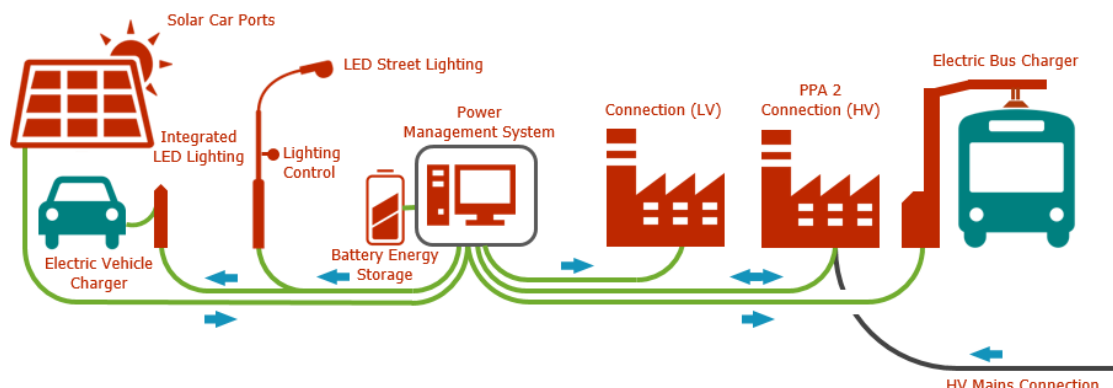 Solar Car Ports
LED Street Lighting
Integrated
LED Lighting
Lighting
Control
Power
Management System
Connection (LV)
PPA 2
Connection (HV)
Electric Bus Charger
Electric Vehicle
Charger
Battery Energy
Storage
HV Mains Connection